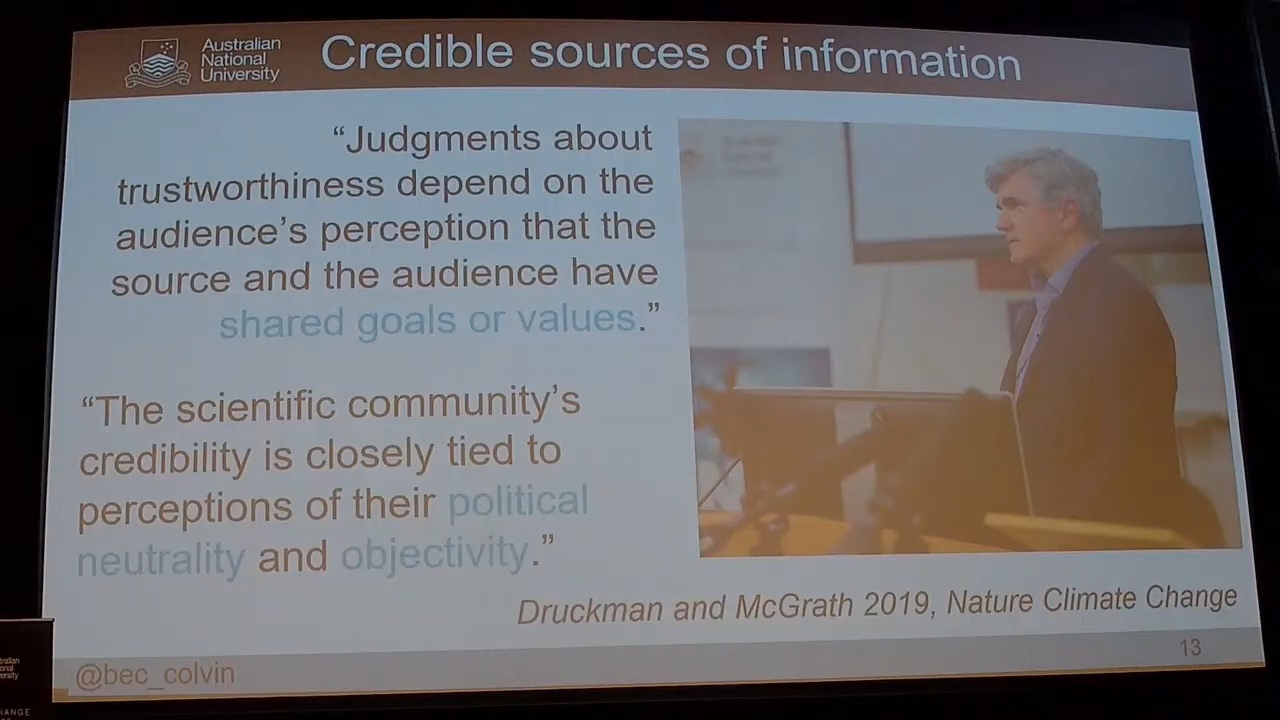 Australian
National
University
Credible sources of information
“Judgments about
trustworthiness depend on the
audience’s perception that the
source and the audience have
shared goals or values.”
“The scientific community’s
credibility is closely tied to
perceptions of their political
neutrality and objectivity.”
Druckman and McGrath 2019, Nature Climate Change
13
@bec_colvin